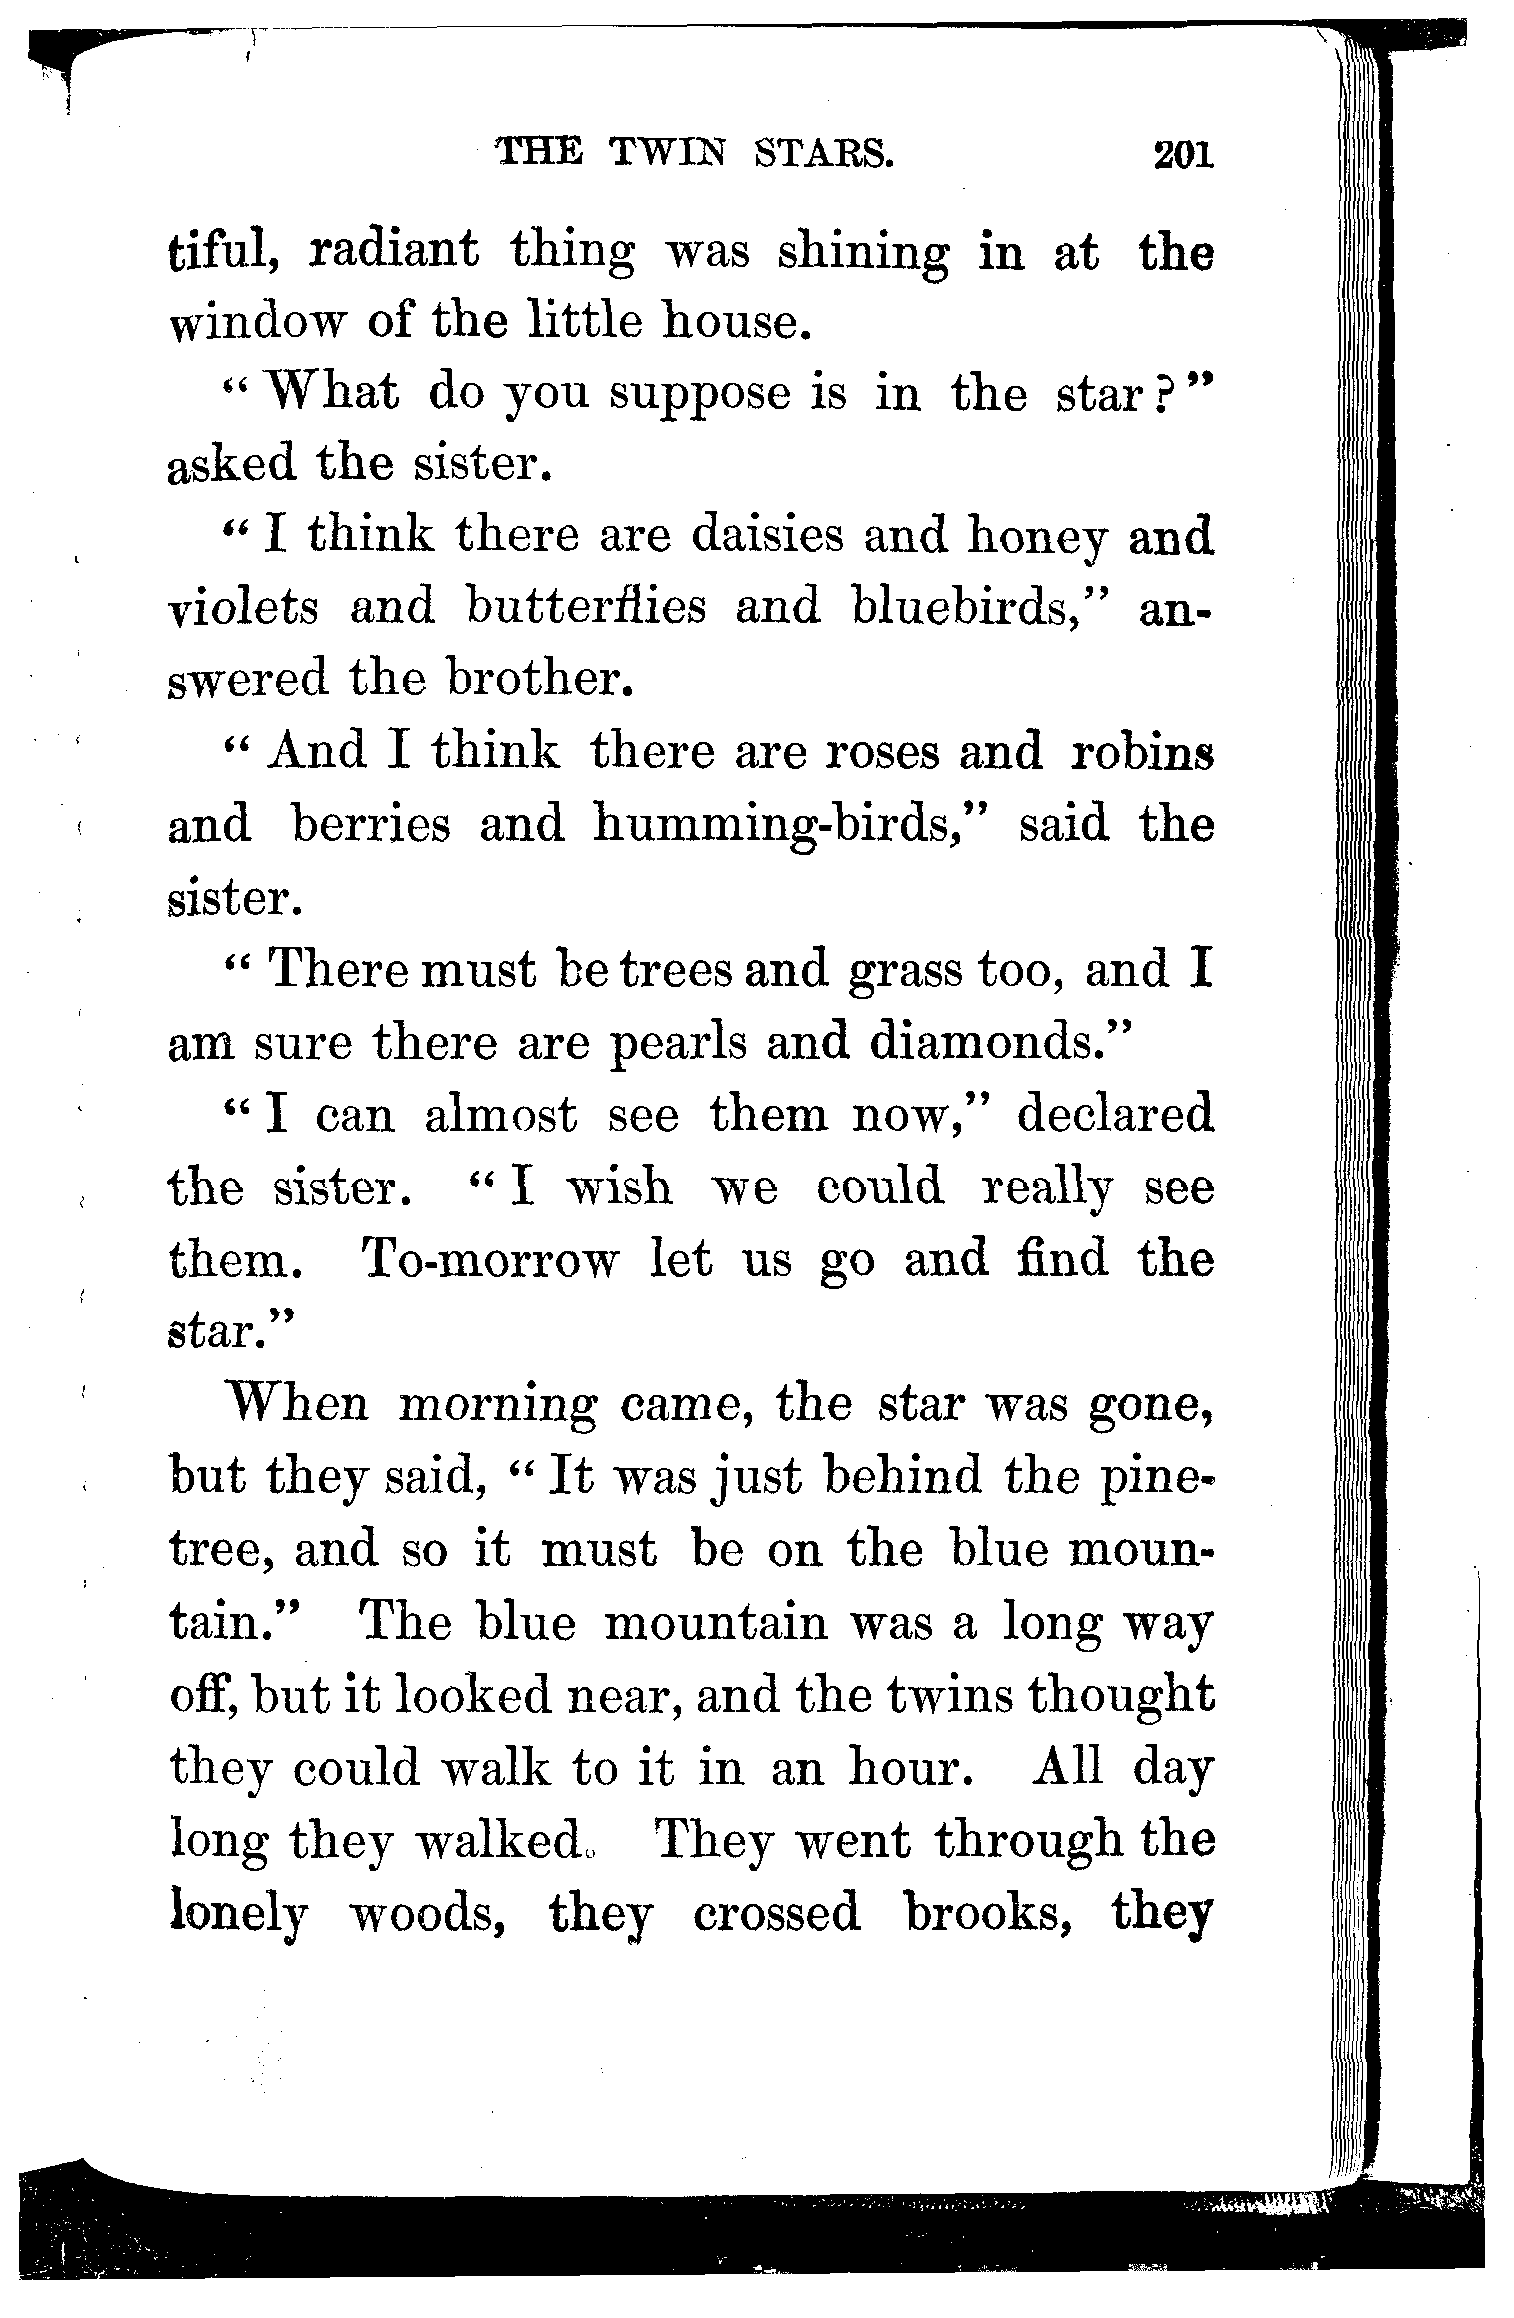 THE TWIN STARS. 201
tiful, radiant thing was shining in at the
window of the little house.
“ What do you suppose is in the star ? ”
asked the sister.
“ I think there are daisies and honey and
violets and butterflies and bluebirds,” an-
swered the brother.
“ And I think there are roses and robins
and berries and humming-birds,” said the
sister.
“ There must be trees and grass too, and I
am sure there are pearls and diamonds.”
“ I can almost see them now,” declared
the sister. “ I wish we could really see
them. To-morrow let us go and find the
star.”
When morning came, the star was gone,
but they said, “ It was just behind the pine-
tree, and so it must be on the blue moun-
tain.” The blue mountain was a long way
off, but it looked near, and the twins thought
they could walk to it in an hour. All day
long they walked. They went through the
lonely woods, they crossed brooks, they